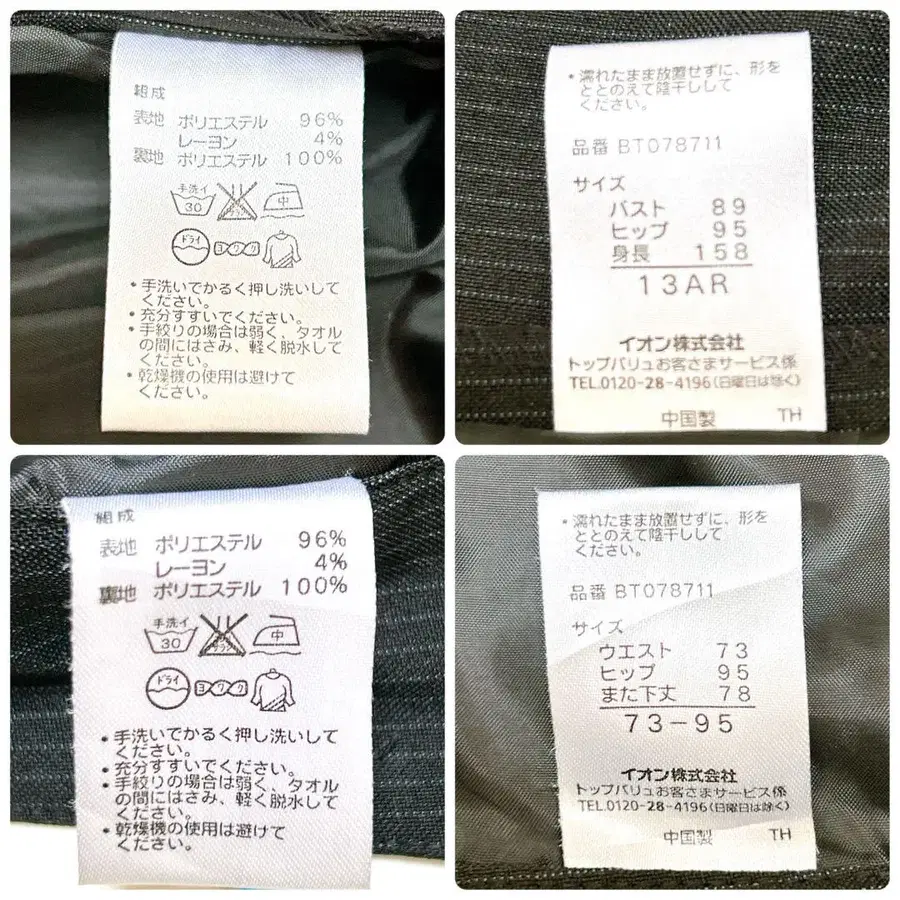 組成
表地 ポリエステル 96%
レーヨン 4%
裏地 ポリエステル 100%
手洗イ 30 中
ドライ ヨワク
・手洗いでかるく押し洗いして
ください。
・充分すすいでください。
・手絞りの場合は弱く、タオル
の間にはさみ、軽く脱水して
ください。
・乾燥機の使用は避けて
ください。
・濡れたまま放置せずに、形を
ととのえて陰干しして
ください。
品番 BT078711
サイズ
バスト 89
ヒップ 95
身長 158
13AR
イオン株式会社
トップバリュお客さまサービス係
TEL.0120-28-4196(日曜日は除く)
中国製 TH
組成
表地 ポリエステル 96%
レーヨン 4%
裏地 ポリエステル 100%
手洗イ 30 中
ドライ ヨワク
・手洗いでかるく押し洗いして
ください。
・充分すすいでください。
・手絞りの場合は弱く、タオル
の間にはさみ、軽く脱水して
ください。
・乾燥機の使用は避けて
ください。
・濡れたまま放置せずに、形を
ととのえて陰干しして
ください。
品番 BT078711
サイズ
ウエスト 73
ヒップ 95
また下丈 78
73-95
イオン株式会社
トップバリュお客さまサービス係
TEL.0120-28-4196(日曜日は除く)
中国製 TH